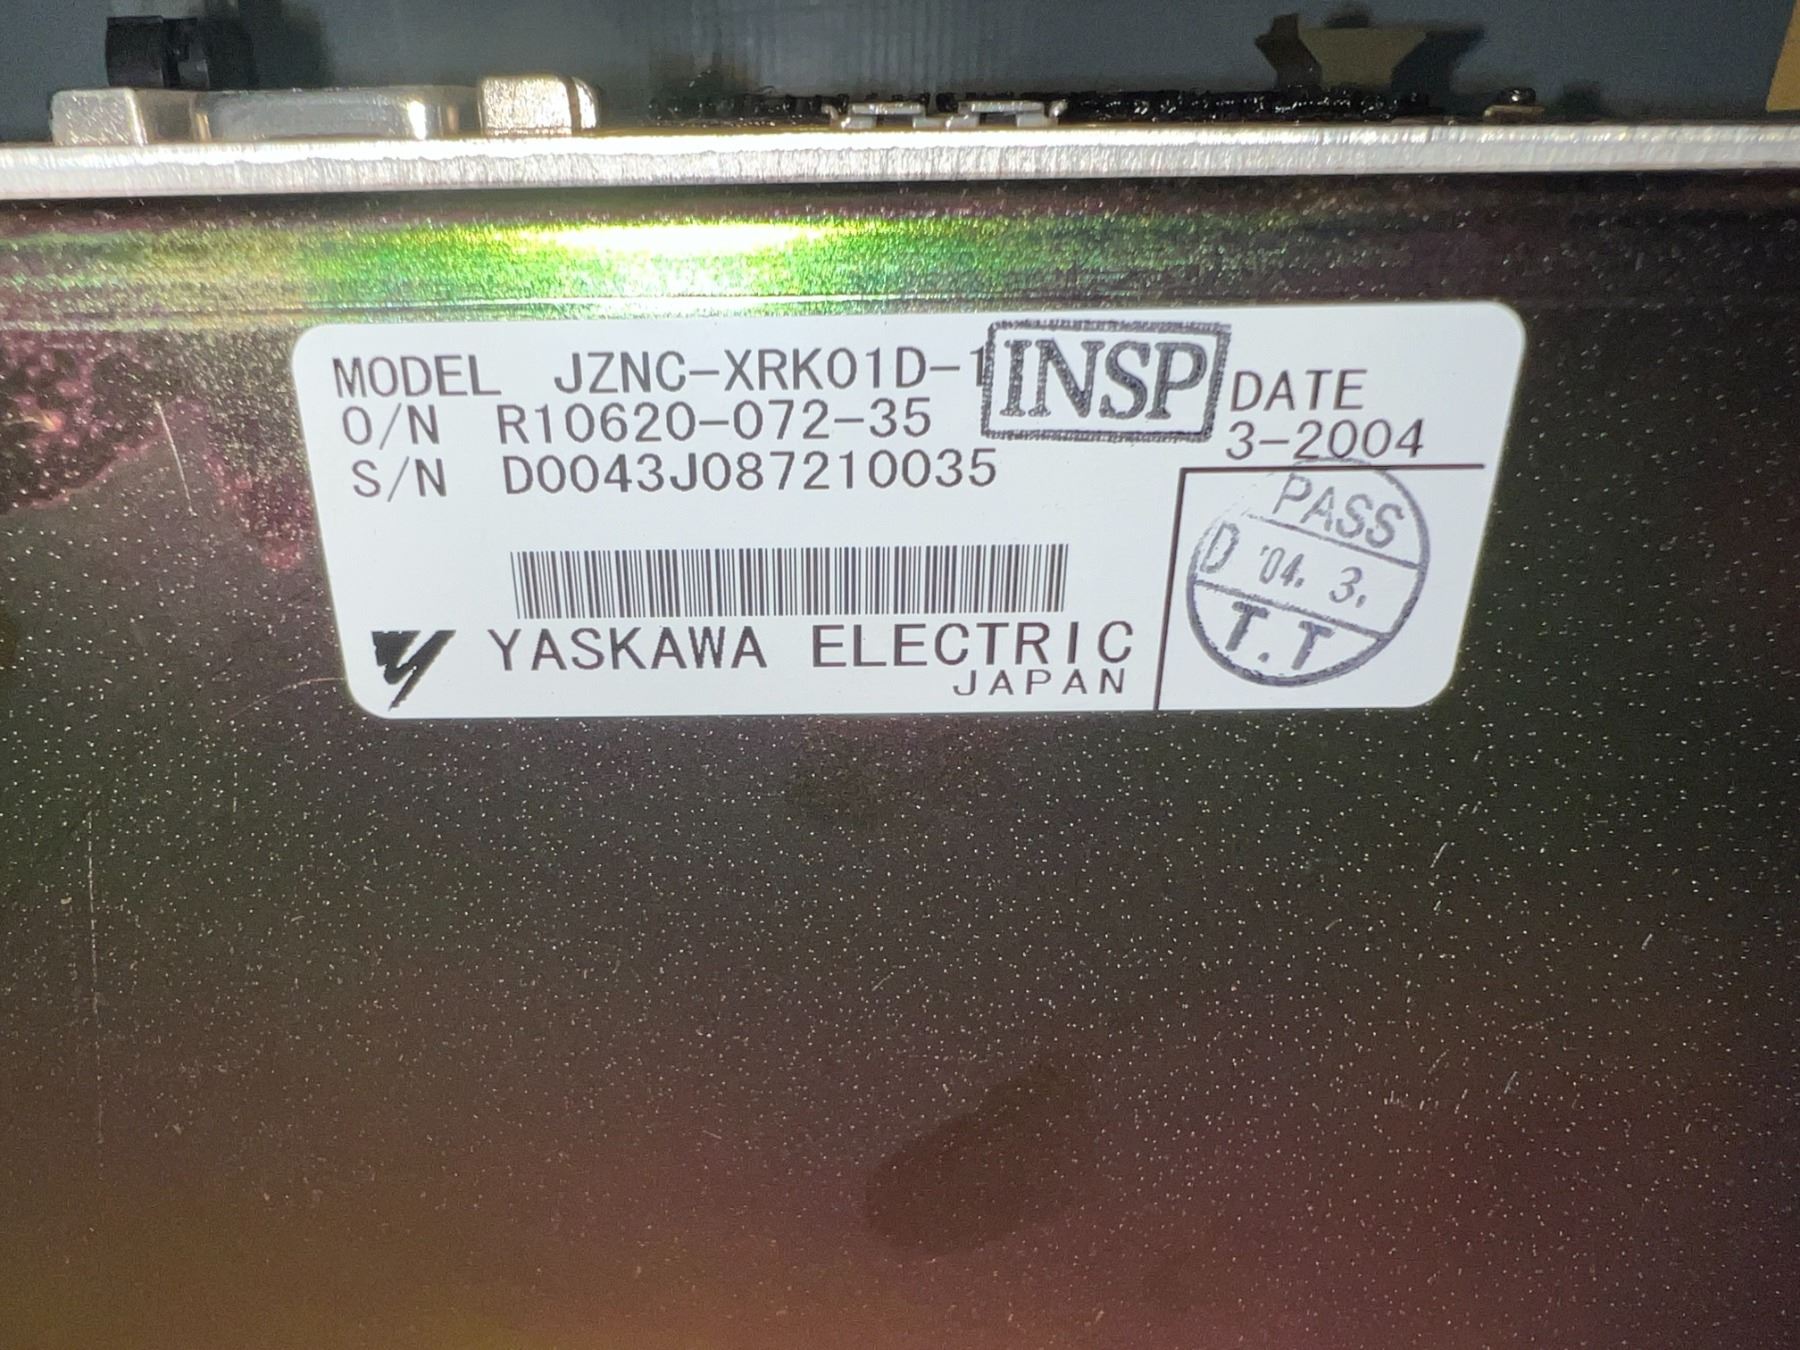 MODEL JZNC-XRK01D-1
INSP
DATE
O/N R10620-072-35
3-2004
S/N D0043J087210035
PASS
D '04. 3.
T.T
YASKAWA ELECTRIC
JAPAN